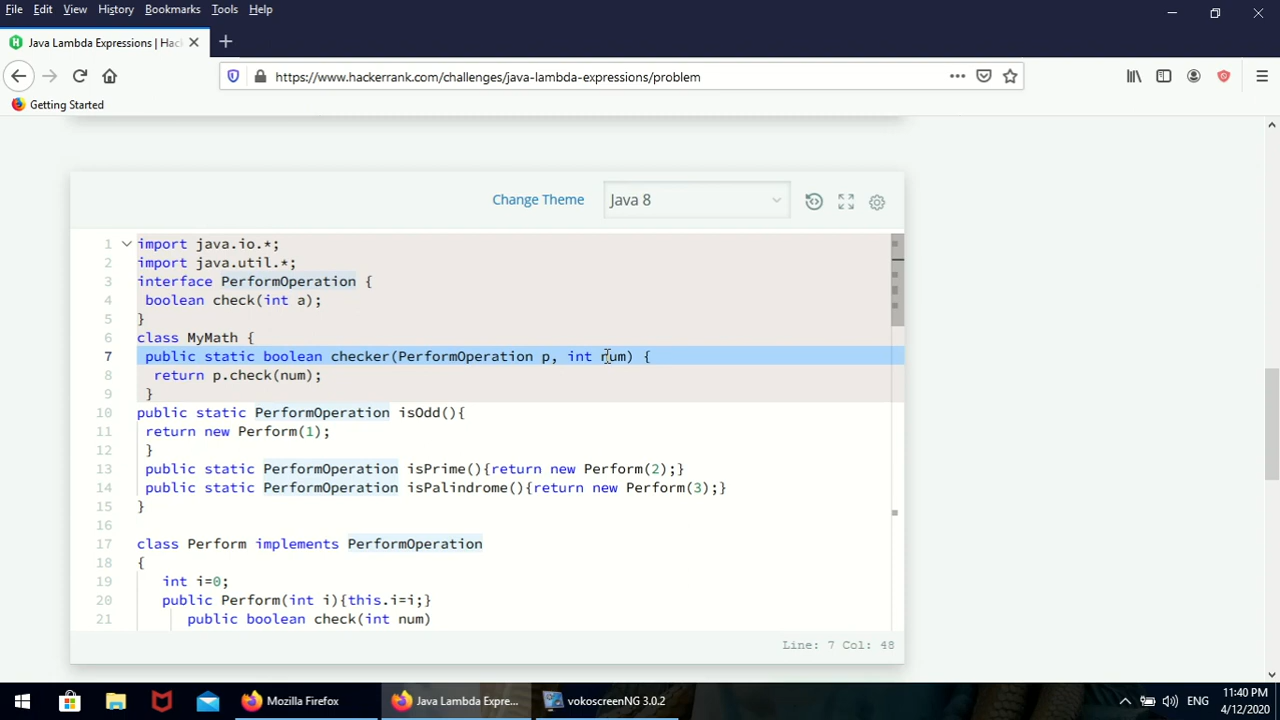 File Edit View History Bookmarks Tools Help
Java Lambda Expressions | Hac
https://www.hackerrank.com/challenges/java-lambda-expressions/problem
Getting Started
Change Theme Java 8
1 import java.io.*;
2 import java.util.*;
3 interface PerformOperation {
4 boolean check(int a);
5 }
6 class MyMath {
7 public static boolean checker(PerformOperation p, int num) {
8 return p.check(num);
9 }
10 public static PerformOperation isOdd(){
11 return new Perform(1);
12 }
13 public static PerformOperation isPrime(){return new Perform(2);}
14 public static PerformOperation isPalindrome(){return new Perform(3);}
15 }
16
17 class Perform implements PerformOperation
18 {
19 int i=0;
20 public Perform(int i){this.i=i;}
21 public boolean check(int num)
Line: 7 Col: 48
Mozilla Firefox Java Lambda Expre... vokoscreenNG 3.0.2 ENG 11:40 PM
4/12/2020